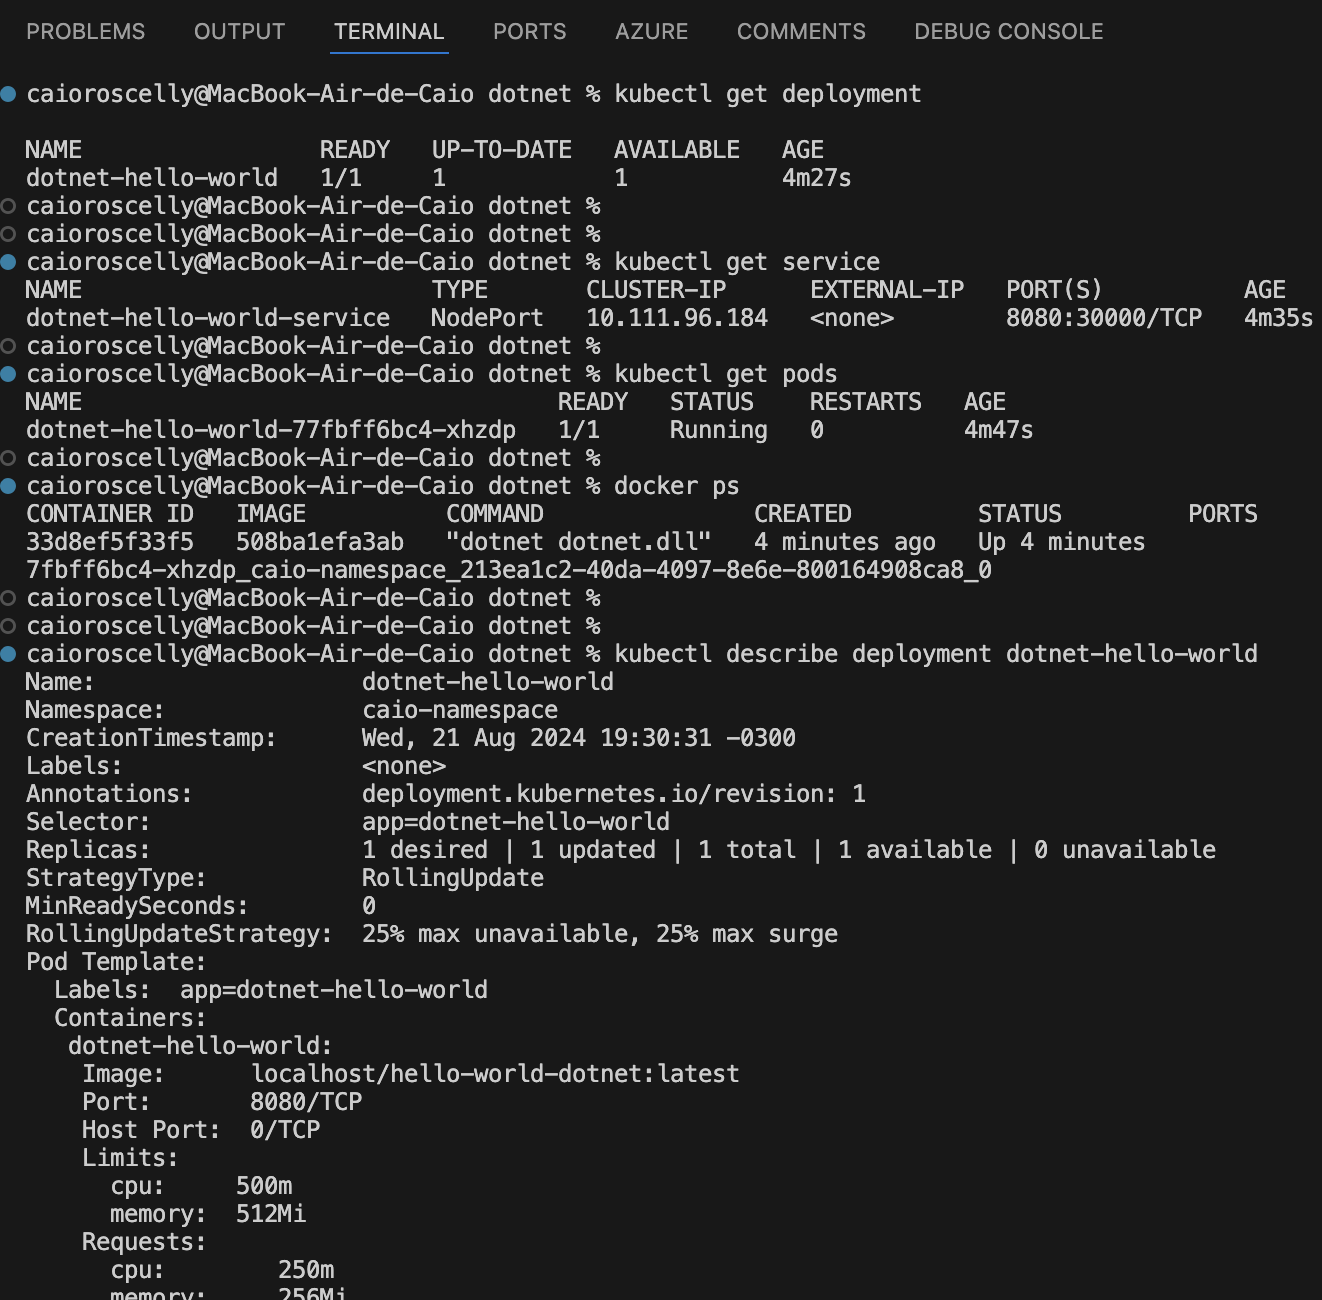 PROBLEMS OUTPUT TERMINAL PORTS AZURE COMMENTS DEBUG CONSOLE
caioroscelly@MacBook-Air-de-Caio dotnet % kubectl get deployment
NAME READY UP-TO-DATE AVAILABLE AGE
dotnet-hello-world 1/1 1 1 4m27s
caioroscelly@MacBook-Air-de-Caio dotnet %
caioroscelly@MacBook-Air-de-Caio dotnet %
caioroscelly@MacBook-Air-de-Caio dotnet % kubectl get service
NAME TYPE CLUSTER-IP EXTERNAL-IP PORT(S) AGE
dotnet-hello-world-service NodePort 10.111.96.184 <none> 8080:30000/TCP 4m35s
caioroscelly@MacBook-Air-de-Caio dotnet %
caioroscelly@MacBook-Air-de-Caio dotnet % kubectl get pods
NAME READY STATUS RESTARTS AGE
dotnet-hello-world-77fbff6bc4-xhzdp 1/1 Running 0 4m47s
caioroscelly@MacBook-Air-de-Caio dotnet %
caioroscelly@MacBook-Air-de-Caio dotnet % docker ps
CONTAINER ID IMAGE COMMAND CREATED STATUS PORTS
33d8ef5f33f5 508ba1efa3ab "dotnet dotnet.dll" 4 minutes ago Up 4 minutes
7fbff6bc4-xhzdp_caio-namespace_213ea1c2-40da-4097-8e6e-800164908ca8_0
caioroscelly@MacBook-Air-de-Caio dotnet %
caioroscelly@MacBook-Air-de-Caio dotnet %
caioroscelly@MacBook-Air-de-Caio dotnet % kubectl describe deployment dotnet-hello-world
Name: dotnet-hello-world
Namespace: caio-namespace
CreationTimestamp: Wed, 21 Aug 2024 19:30:31 -0300
Labels: <none>
Annotations: deployment.kubernetes.io/revision: 1
Selector: app=dotnet-hello-world
Replicas: 1 desired | 1 updated | 1 total | 1 available | 0 unavailable
StrategyType: RollingUpdate
MinReadySeconds: 0
RollingUpdateStrategy: 25% max unavailable, 25% max surge
Pod Template:
Labels: app=dotnet-hello-world
Containers:
dotnet-hello-world:
Image: localhost/hello-world-dotnet:latest
Port: 8080/TCP
Host Port: 0/TCP
Limits:
cpu: 500m
memory: 512Mi
Requests:
cpu: 250m
memory: 256Mi